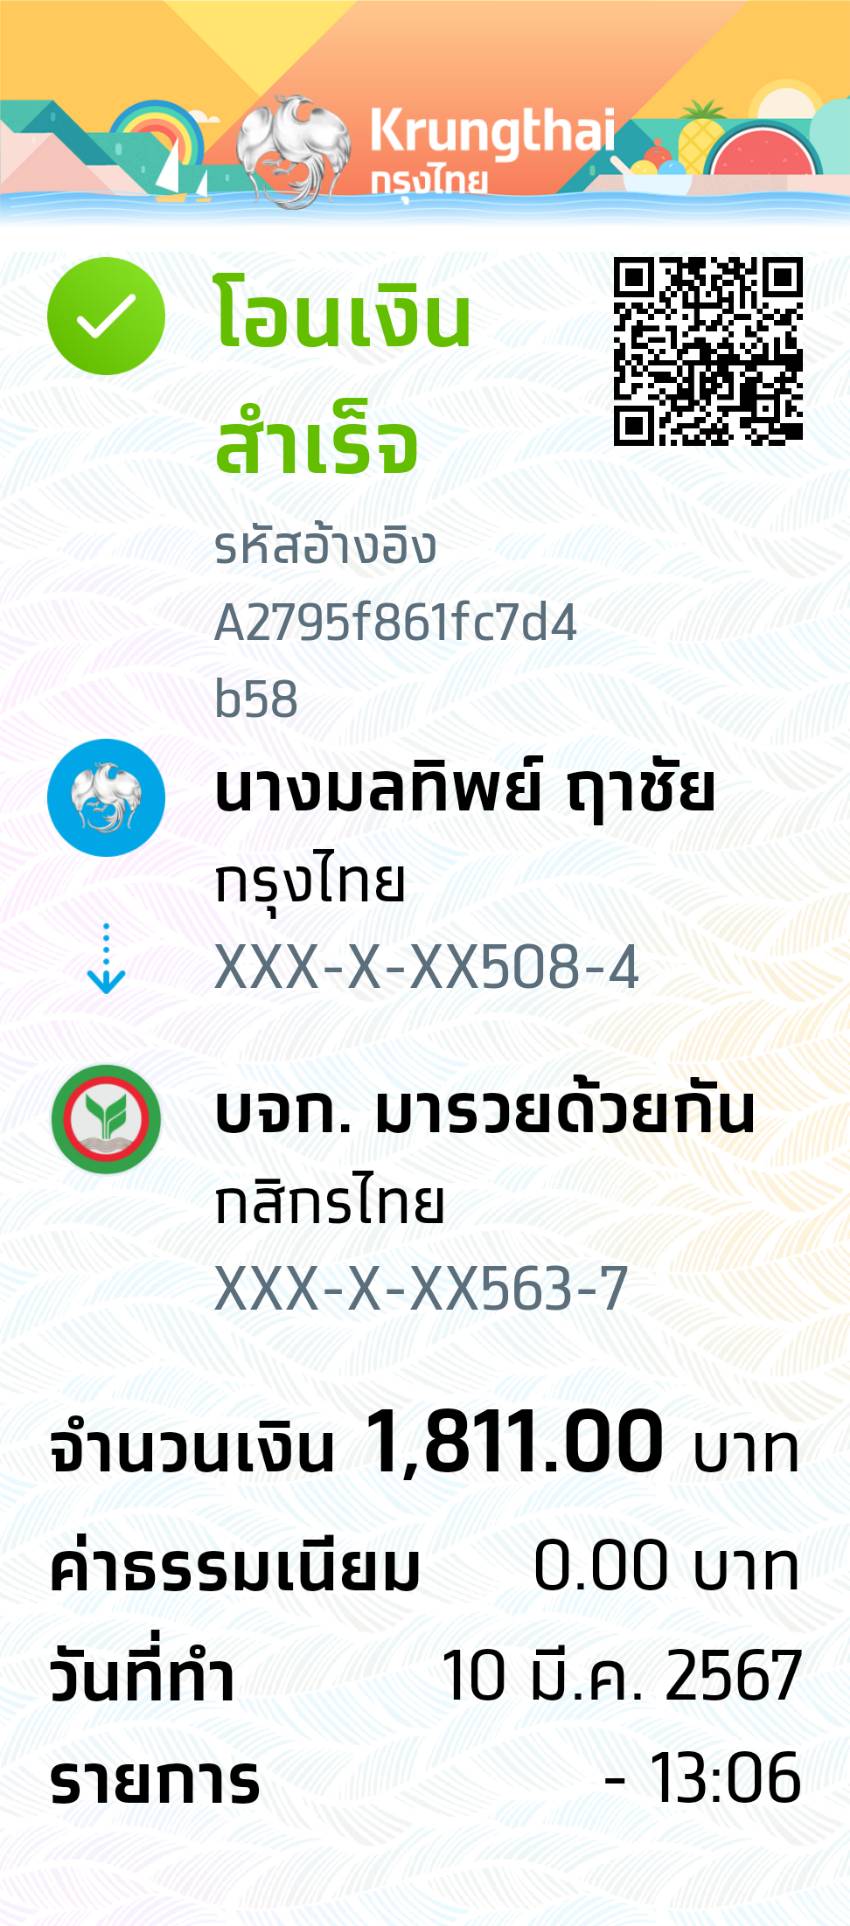 Krungthai
กรุงไทย
โอนเงิน
สำเร็จ
รหัสอ้างอิง
A2795f861fc7d4
b58
นางมลทิพย์ ฤาชัย
กรุงไทย
XXX-X-XX508-4
บจก. มารวยด้วยกัน
กสิกรไทย
XXX-X-XX563-7
จำนวนเงิน 1,811.00 บาท
ค่าธรรมเนียม 0.00 บาท
วันที่ทำ 10 มี.ค. 2567
รายการ - 13:06